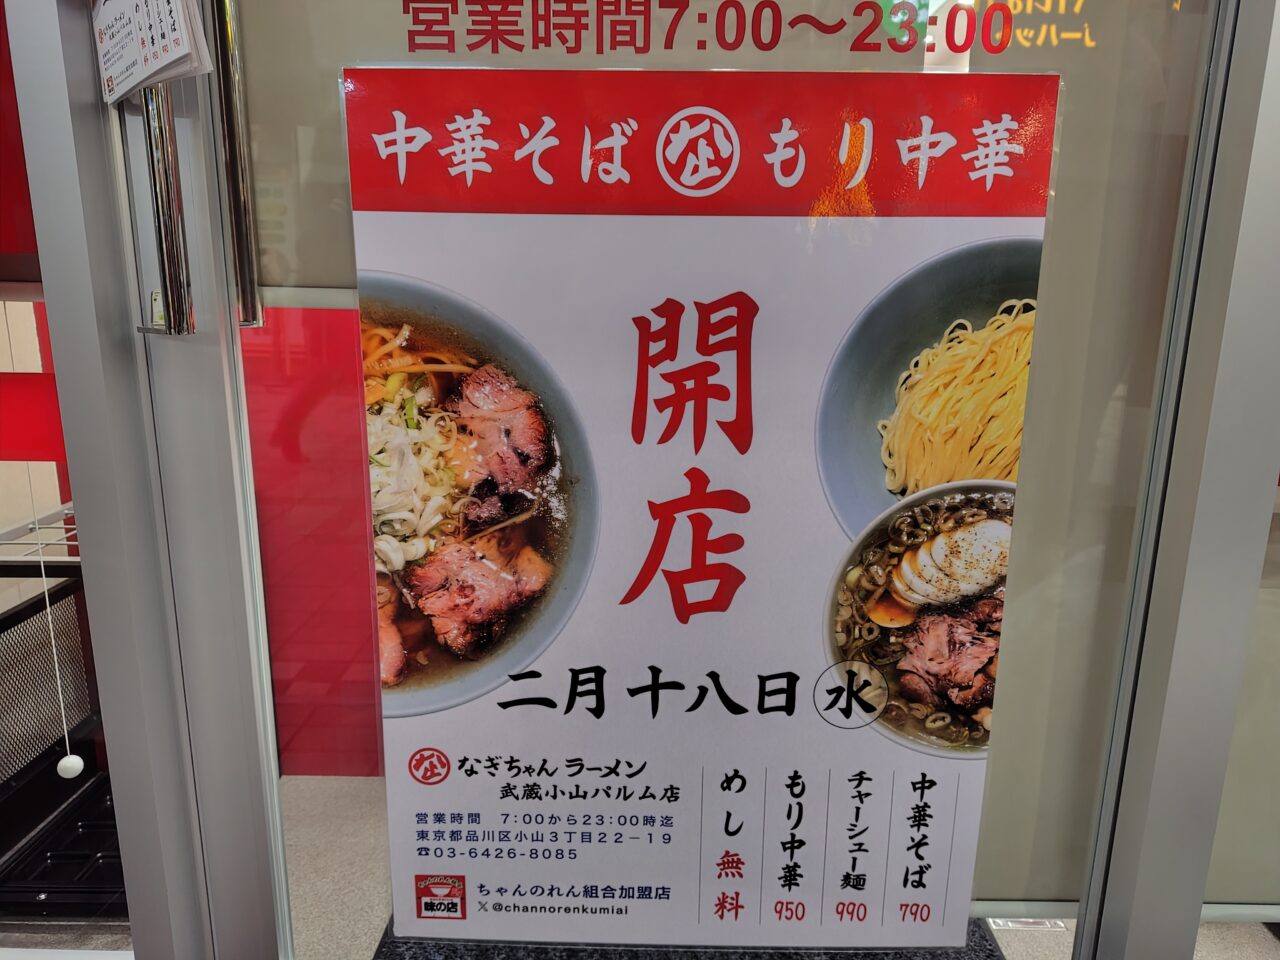 営業時間7:00～23:00
中華そば な もり中華
開店
二月十八日 水
なぎちゃん ラーメン
武蔵小山パルム店
営業時間 7:00から23:00時迄
東京都品川区小山3丁目22－19
☎03-6426-8085
ちゃんのれん組合加盟店
𝕏 @channorenkumiai
味の店
中華そば 790
チャーシュー麺 990
もり中華 950
めし無料